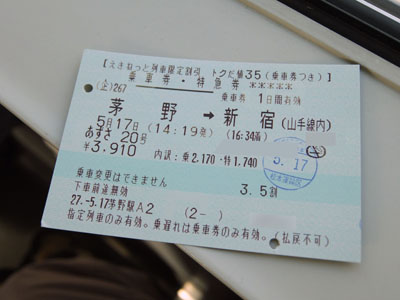 【えきねっと列車限定割引 トクだ値35(乗車券つき)】
乗車券・特急券 *****
(企)267 乗車券 1日間有効
茅野 → 新宿(山手線内)
5月17日(14:19発) (16:34着)
あずさ 20号
¥3,910 内訳:乗2,170・特1,740
5.17
乗車変更はできません 3.5割
下車前途無効
27.-5.17茅野駅A2 (2- )
指定列車のみ有効。乗遅れは乗車券のみ有効。(払戻不可)